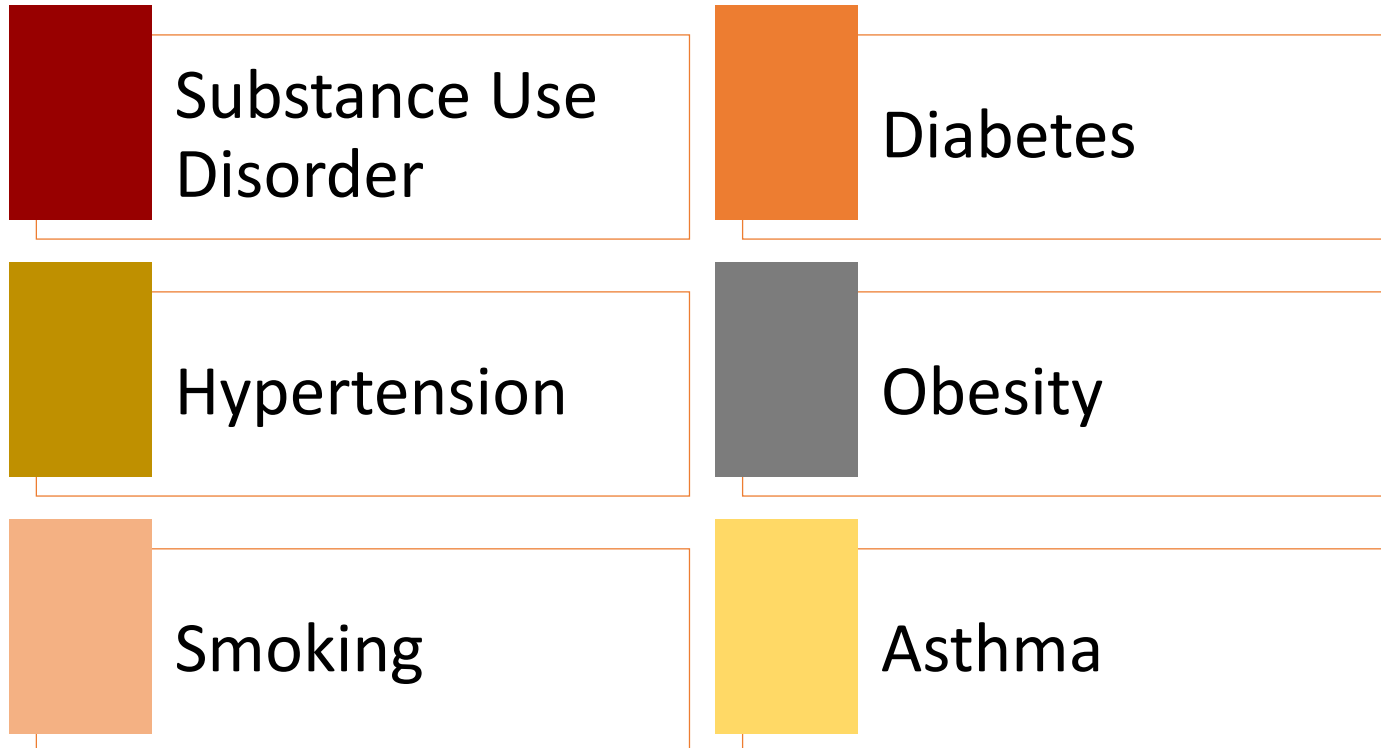 Substance Use
Disorder
Diabetes
Hypertension
Obesity
Smoking
Asthma